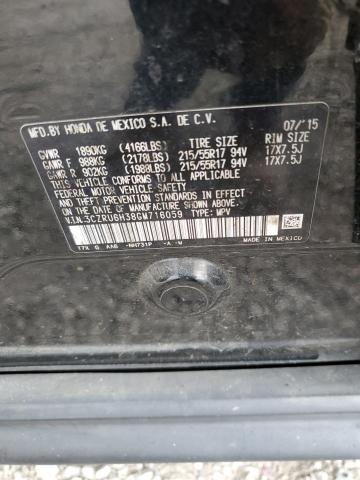 MFD.BY HONDA DE MEXICO S.A. DE C.V. 07/'15
GVWR 1890KG (4166LBS) TIRE SIZE RIM SIZE
GAWR F 988KG (2178LBS) 215/55R17 94V 17X7.5J
GAWR R 902KG (1988LBS) 215/55R17 94V 17X7.5J
THIS VEHICLE CONFORMS TO ALL APPLICABLE FEDERAL
MOTOR VEHICLE SAFETY AND THEFT
PREVENTION STANDARDS IN EFFECT ON THE DATE OF
MANUFACTURE SHOWN ABOVE.
V.I.N.:3CZRU6H38GM716059 TYPE: MPV
T7X G AA6 -NH731P -A -W
MADE IN MEXICO